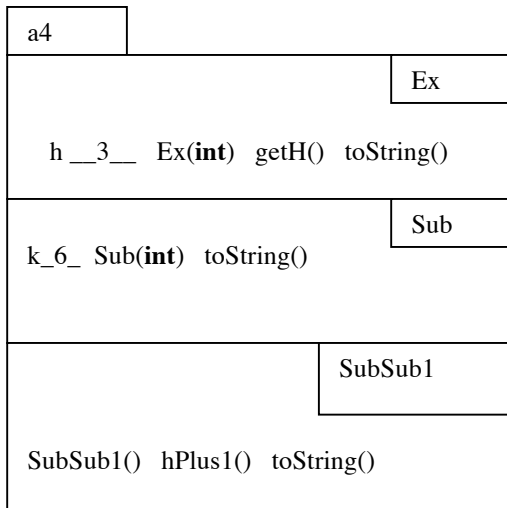 a4
Ex
h __3__ Ex(int) getH() toString()
Sub
k_6_ Sub(int) toString()
SubSub1
SubSub1() hPlus1() toString()